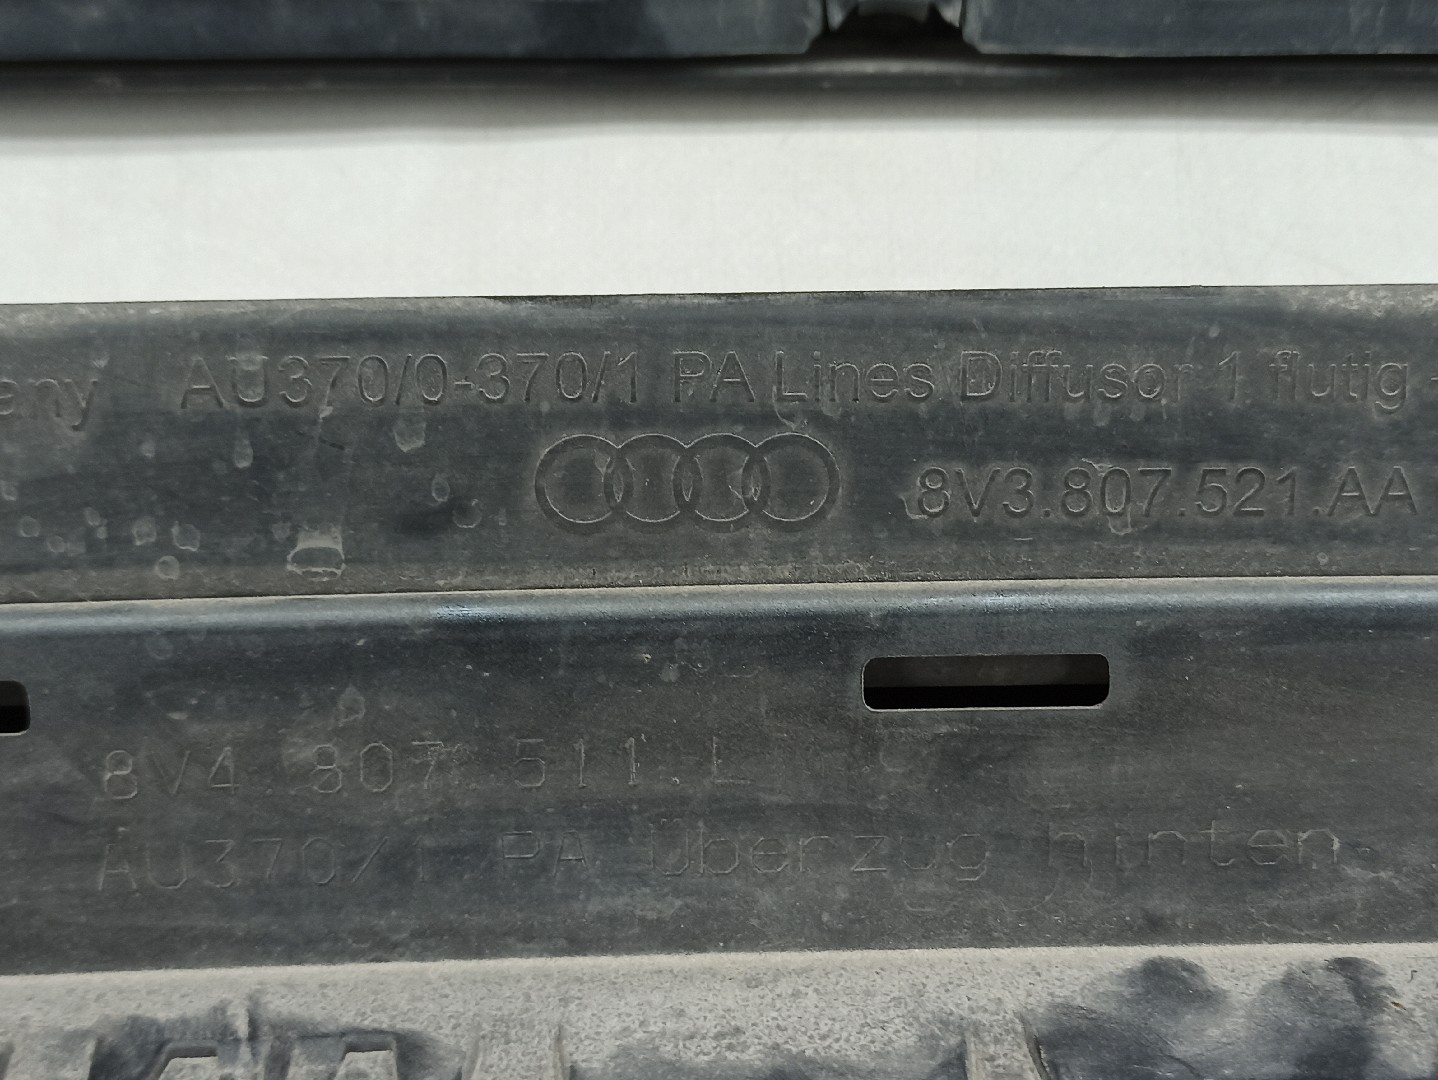 any AU370/0-370/1 PA Lines Diffusor 1 flutig -
8V3.807.521.AA
8V4.807.511.L
AU370/1 PA Überzug hinten